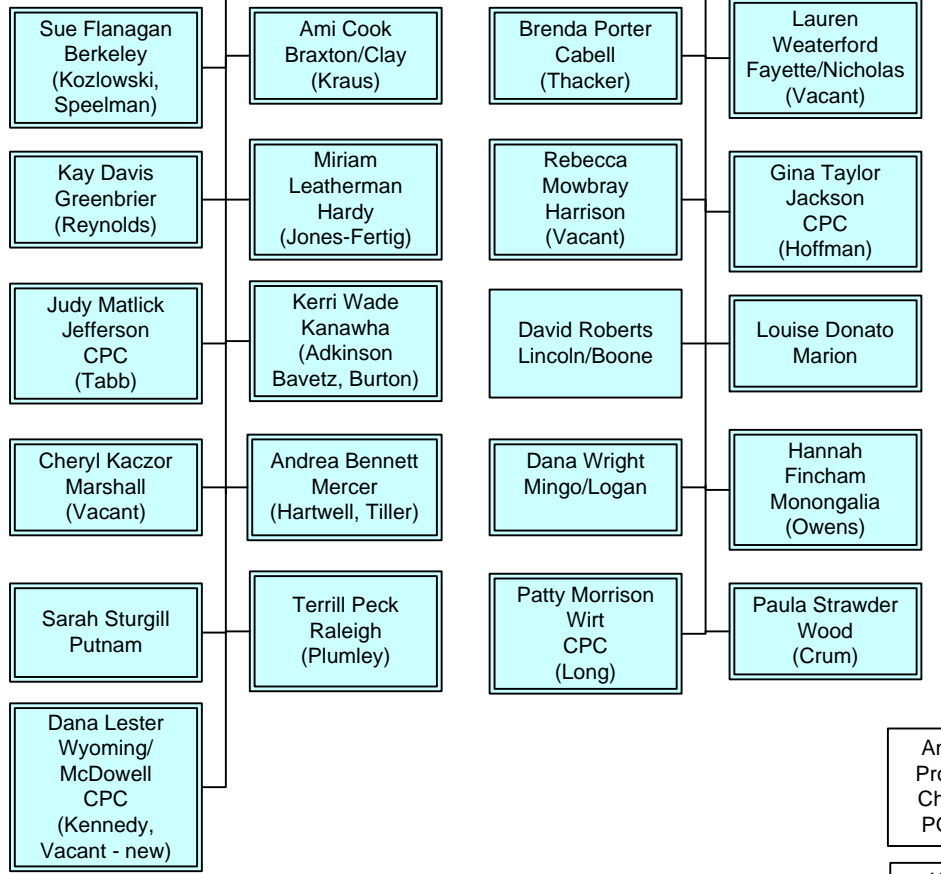 Sue Flanagan
Berkeley
(Kozlowski,
Speelman)
Ami Cook
Braxton/Clay
(Kraus)
Brenda Porter
Cabell
(Thacker)
Lauren
Weaterford
Fayette/Nicholas
(Vacant)
Kay Davis
Greenbrier
(Reynolds)
Miriam
Leatherman
Hardy
(Jones-Fertig)
Rebecca
Mowbray
Harrison
(Vacant)
Gina Taylor
Jackson
CPC
(Hoffman)
Judy Matlick
Jefferson
CPC
(Tabb)
Kerri Wade
Kanawha
(Adkinson
Bavetz, Burton)
David Roberts
Lincoln/Boone
Louise Donato
Marion
Cheryl Kaczor
Marshall
(Vacant)
Andrea Bennett
Mercer
(Hartwell, Tiller)
Dana Wright
Mingo/Logan
Hannah
Fincham
Monongalia
(Owens)
Sarah Sturgill
Putnam
Terrill Peck
Raleigh
(Plumley)
Patty Morrison
Wirt
CPC
(Long)
Paula Strawder
Wood
(Crum)
Dana Lester
Wyoming/
McDowell
CPC
(Kennedy,
Vacant - new)